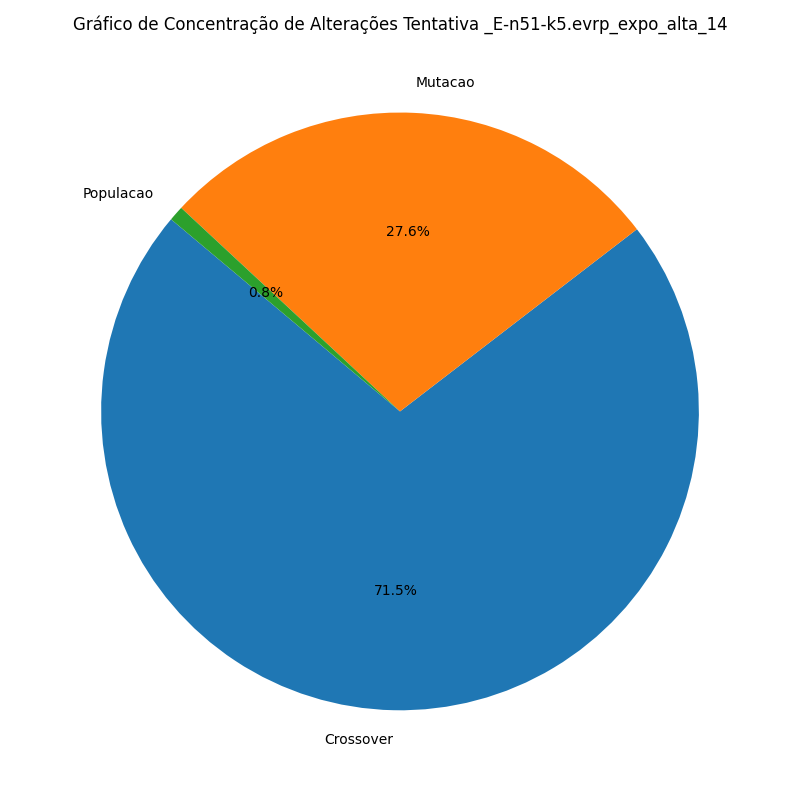 Gráfico de Concentração de Alterações Tentativa _E-n51-k5.evrp_expo_alta_14
Mutacao
Populacao
27.6%
0.8%
71.5%
Crossover